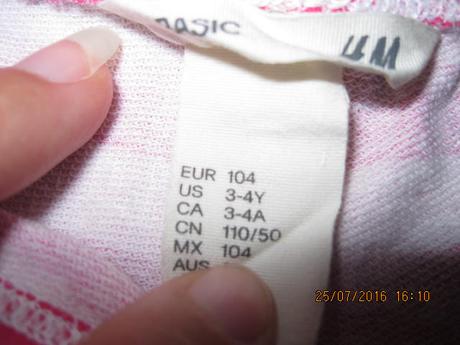 BASIC
H&M
EUR 104
US 3-4Y
CA 3-4A
CN 110/50
MX 104
AUS
25/07/2016 16:10